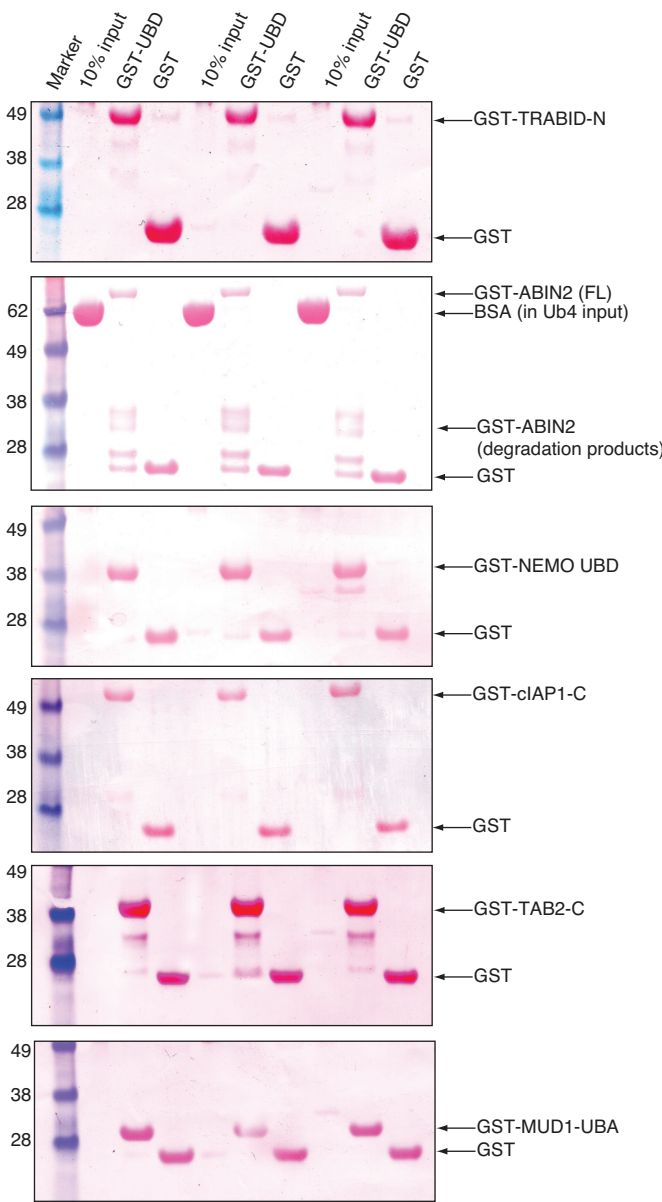 Marker
10% input
GST-UBD
GST
10% input
GST-UBD
GST
10% input
GST-UBD
GST
49
38
28
GST-TRABID-N
GST
62
49
38
28
GST-ABIN2 (FL)
BSA (in Ub4 input)
GST-ABIN2
(degradation products)
GST
49
38
28
GST-NEMO UBD
GST
49
38
28
GST-cIAP1-C
GST
49
38
28
GST-TAB2-C
GST
49
38
28
GST-MUD1-UBA
GST